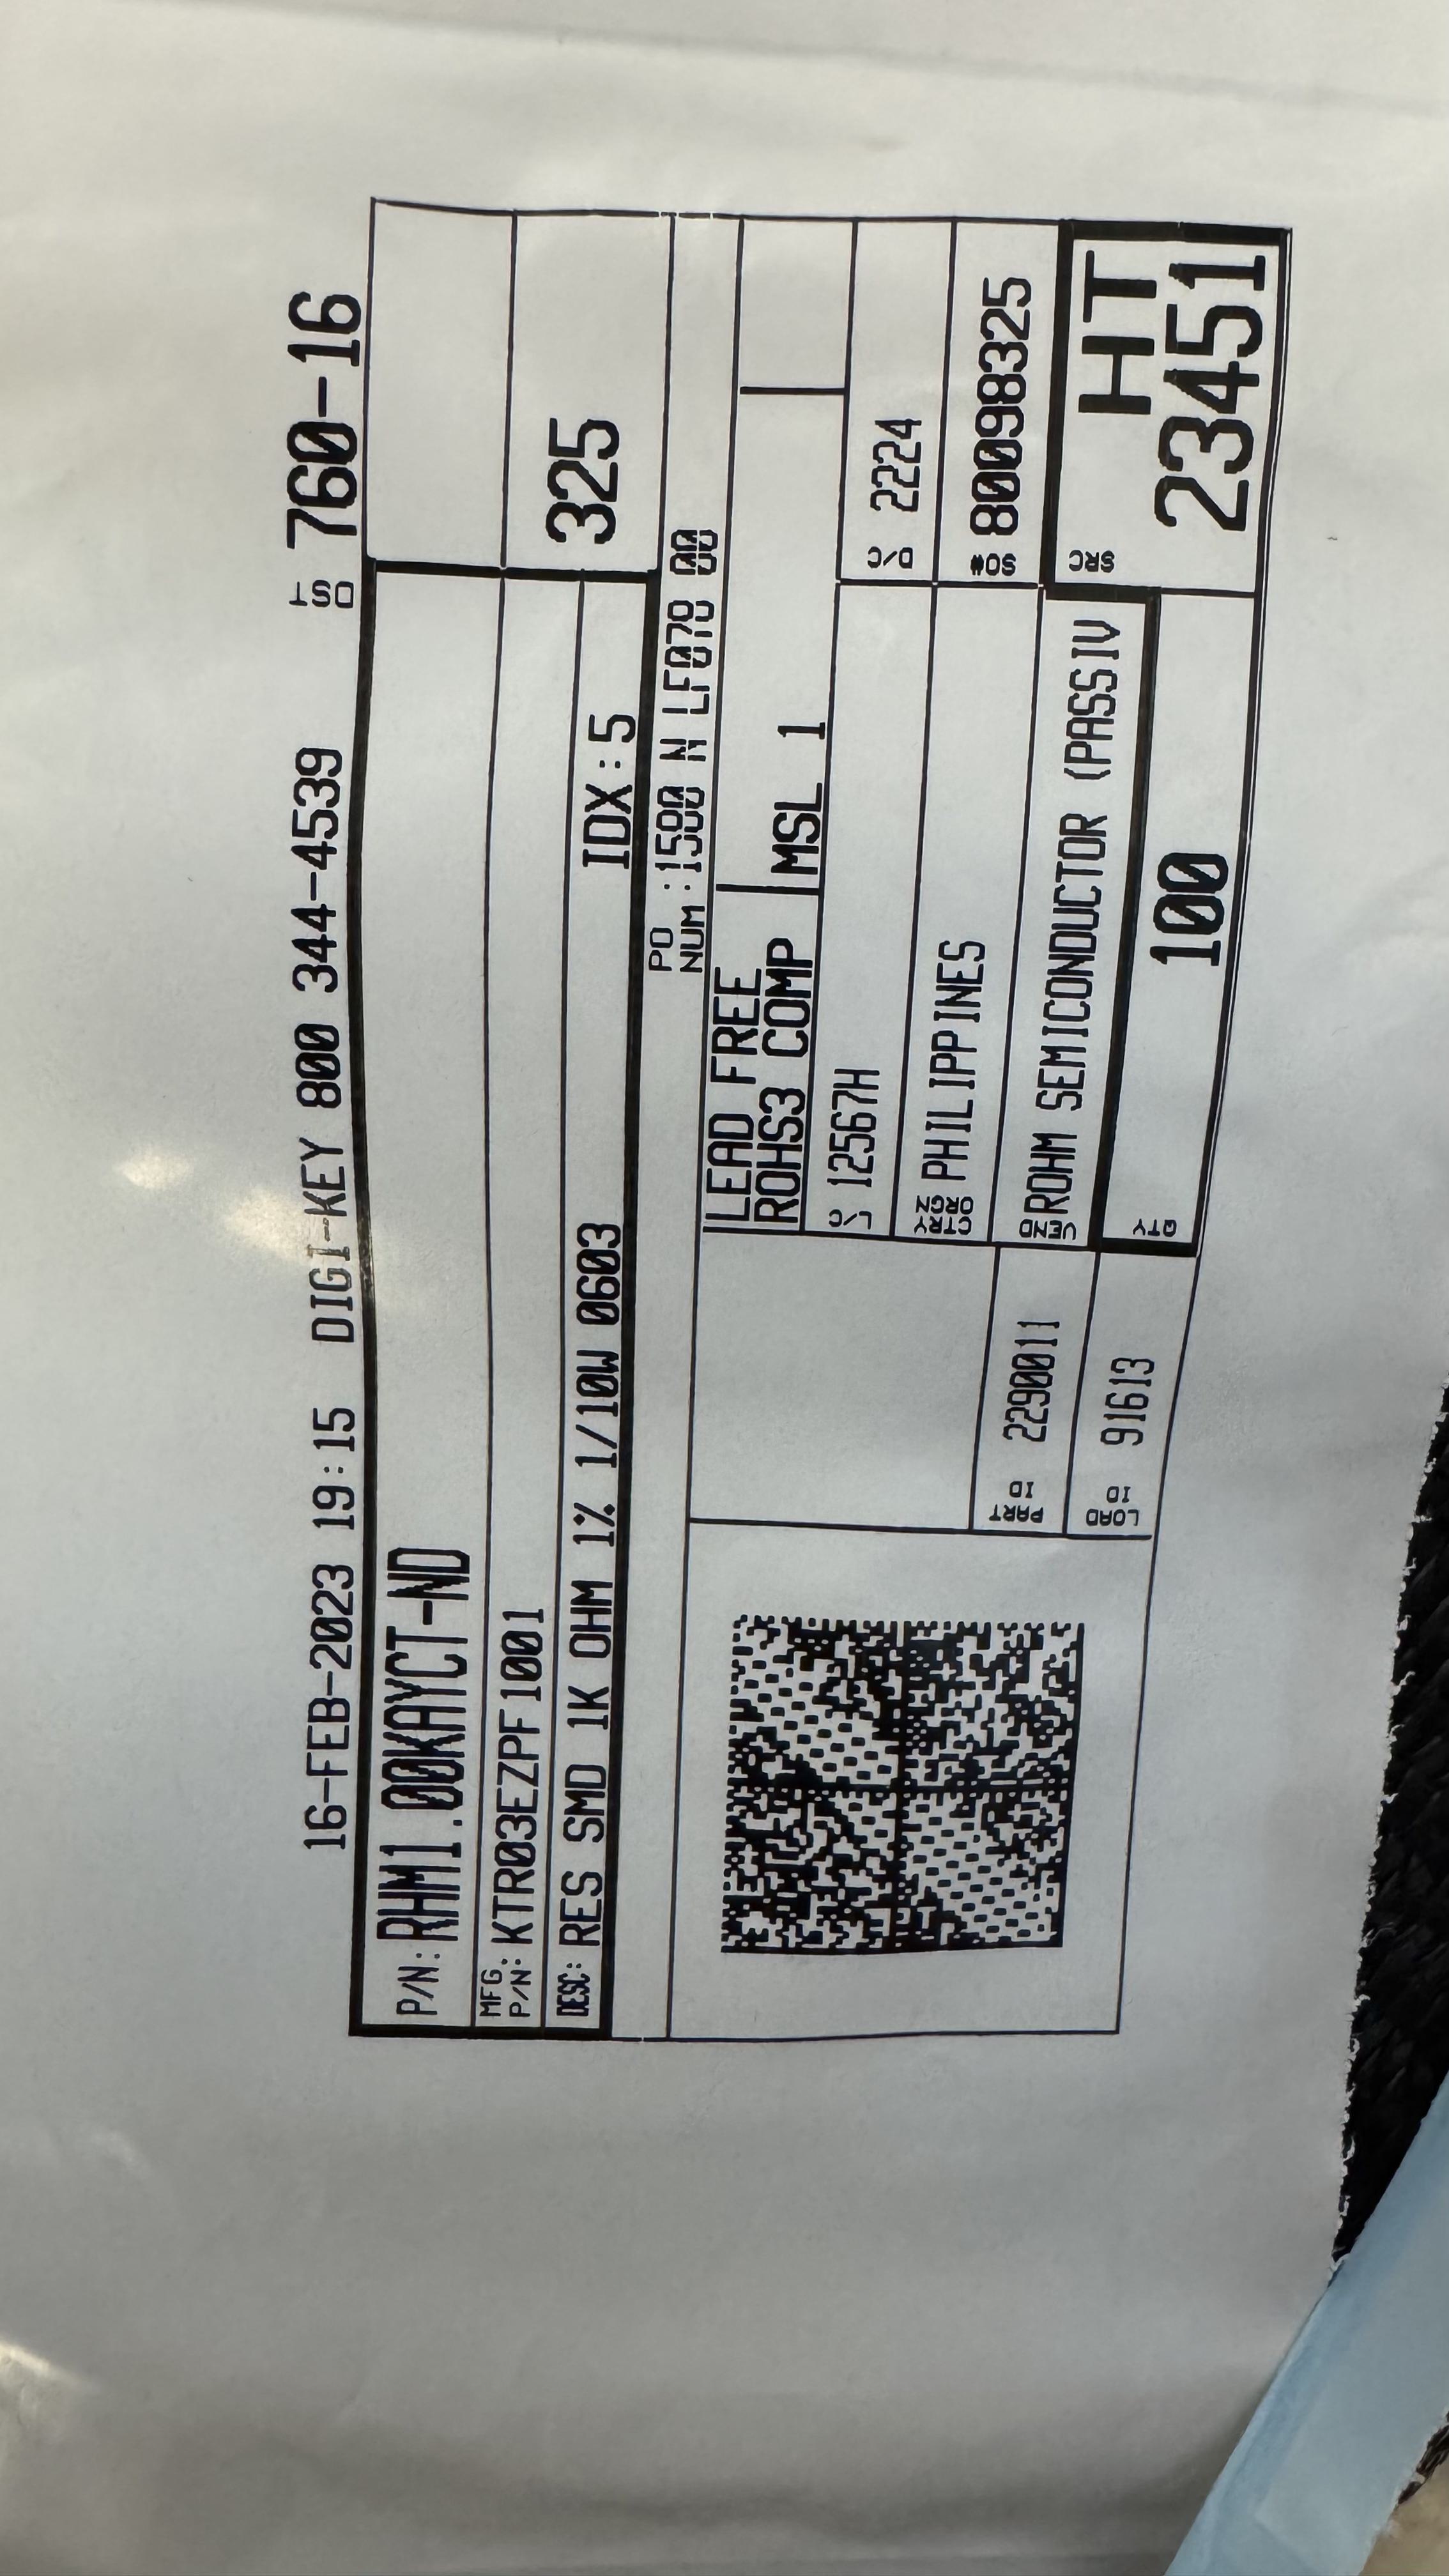 16-FEB-2023 19:15 DIGI-KEY 800 344-4539 DST 760-16
P/N: RHM1.00KAYCT-ND
MFG P/N: KTR03EZPF1001
325
DESC: RES SMD 1K OHM 1% 1/10W 0603
IDX:5
PO NUM :1500 N LF070 00
LEAD FREE
ROHS3 COMP
MSL 1
L/C 12567H
D/C 2224
CTRY ORGN PHILIPPINES
SO# 80098325
VEND ROHM SEMICONDUCTOR (PASSIV
PART ID 2290011
LOAD ID 91613
QTY 100
SRC HT
23451